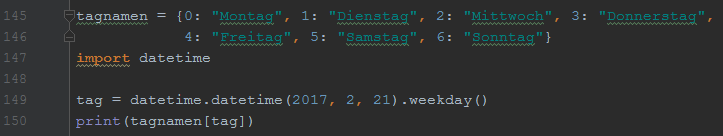 145 tagnamen = {0: "Montag", 1: "Dienstag", 2: "Mittwoch", 3: "Donnerstag",
146 4: "Freitag", 5: "Samstag", 6: "Sonntag"}
147 import datetime
148
149 tag = datetime.datetime(2017, 2, 21).weekday()
150 print(tagnamen[tag])